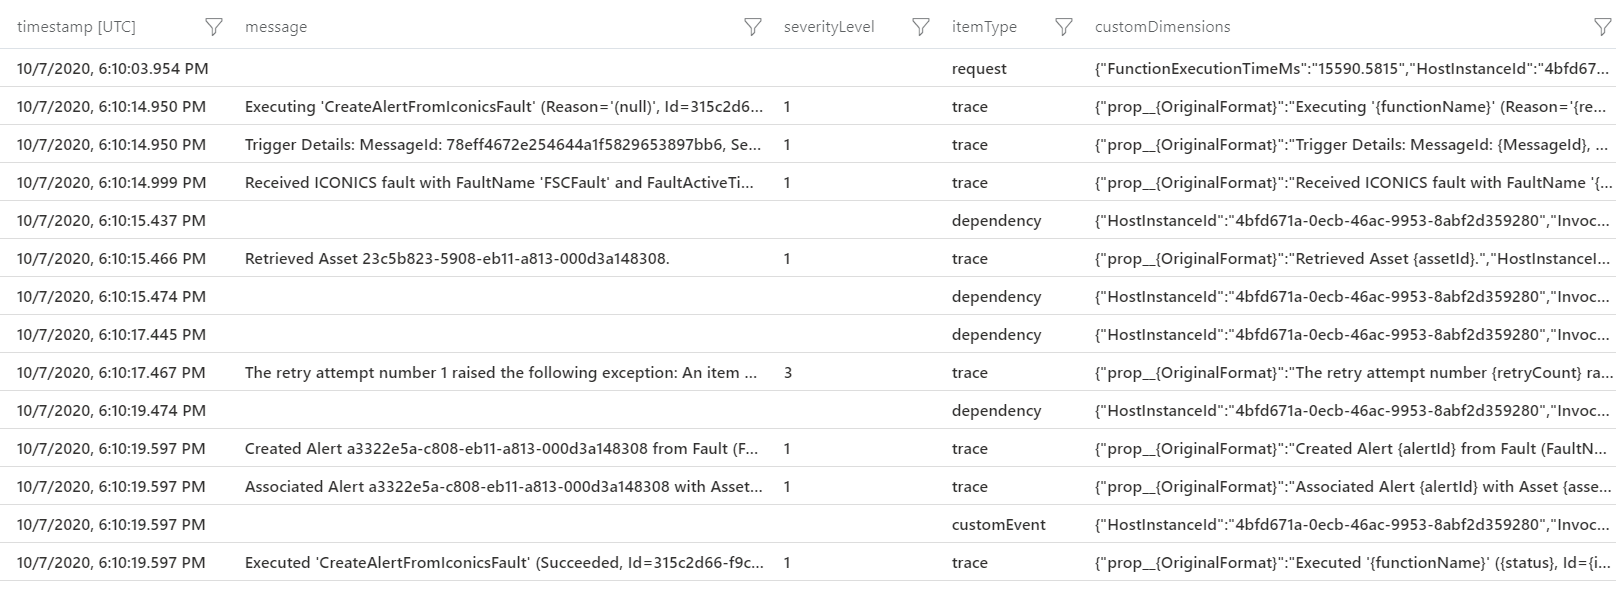 timestamp [UTC] message severityLevel itemType customDimensions
10/7/2020, 6:10:03.954 PM request {"FunctionExecutionTimeMs":"15590.5815","HostInstanceId":"4bfd67...
10/7/2020, 6:10:14.950 PM Executing 'CreateAlertFromIconicsFault' (Reason='(null)', Id=315c2d6... 1 trace {"prop__{OriginalFormat}":"Executing '{functionName}' (Reason='{re...
10/7/2020, 6:10:14.950 PM Trigger Details: MessageId: 78eff4672e254644a1f5829653897bb6, Se... 1 trace {"prop__{OriginalFormat}":"Trigger Details: MessageId: {MessageId}, ...
10/7/2020, 6:10:14.999 PM Received ICONICS fault with FaultName 'FSCFault' and FaultActiveTi... 1 trace {"prop__{OriginalFormat}":"Received ICONICS fault with FaultName '{...
10/7/2020, 6:10:15.437 PM dependency {"HostInstanceId":"4bfd671a-0ecb-46ac-9953-8abf2d359280","Invoc...
10/7/2020, 6:10:15.466 PM Retrieved Asset 23c5b823-5908-eb11-a813-000d3a148308. 1 trace {"prop__{OriginalFormat}":"Retrieved Asset {assetId}.","HostInstanceI...
10/7/2020, 6:10:15.474 PM dependency {"HostInstanceId":"4bfd671a-0ecb-46ac-9953-8abf2d359280","Invoc...
10/7/2020, 6:10:17.445 PM dependency {"HostInstanceId":"4bfd671a-0ecb-46ac-9953-8abf2d359280","Invoc...
10/7/2020, 6:10:17.467 PM The retry attempt number 1 raised the following exception: An item ... 3 trace {"prop__{OriginalFormat}":"The retry attempt number {retryCount} ra...
10/7/2020, 6:10:19.474 PM dependency {"HostInstanceId":"4bfd671a-0ecb-46ac-9953-8abf2d359280","Invoc...
10/7/2020, 6:10:19.597 PM Created Alert a3322e5a-c808-eb11-a813-000d3a148308 from Fault (F... 1 trace {"prop__{OriginalFormat}":"Created Alert {alertId} from Fault (FaultN...
10/7/2020, 6:10:19.597 PM Associated Alert a3322e5a-c808-eb11-a813-000d3a148308 with Asset... 1 trace {"prop__{OriginalFormat}":"Associated Alert {alertId} with Asset {asse...
10/7/2020, 6:10:19.597 PM customEvent {"HostInstanceId":"4bfd671a-0ecb-46ac-9953-8abf2d359280","Invoc...
10/7/2020, 6:10:19.597 PM Executed 'CreateAlertFromIconicsFault' (Succeeded, Id=315c2d66-f9c... 1 trace {"prop__{OriginalFormat}":"Executed '{functionName}' ({status}, Id={i...